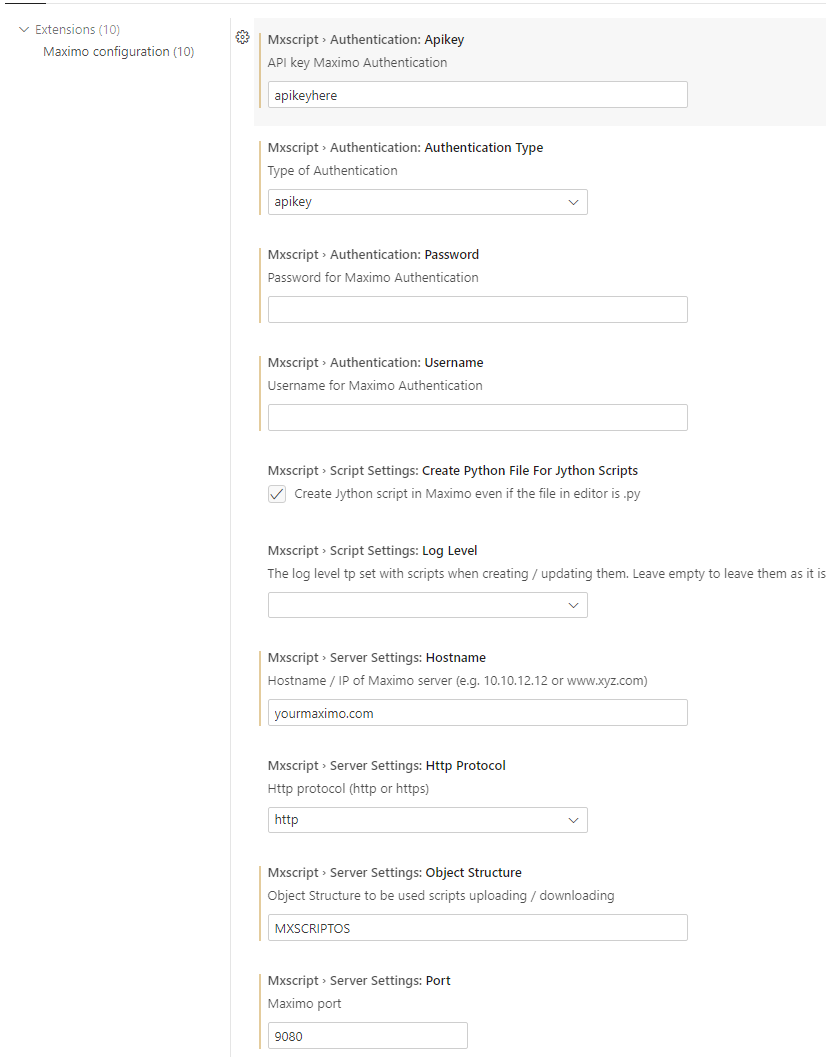 Extensions (10)
Maximo configuration (10)
Mxscript › Authentication: Apikey
API key Maximo Authentication
apikeyhere
Mxscript › Authentication: Authentication Type
Type of Authentication
apikey
Mxscript › Authentication: Password
Password for Maximo Authentication
Mxscript › Authentication: Username
Username for Maximo Authentication
Mxscript › Script Settings: Create Python File For Jython Scripts
Create Jython script in Maximo even if the file in editor is .py
Mxscript › Script Settings: Log Level
The log level tp set with scripts when creating / updating them. Leave empty to leave them as it is
Mxscript › Server Settings: Hostname
Hostname / IP of Maximo server (e.g. 10.10.12.12 or www.xyz.com)
yourmaximo.com
Mxscript › Server Settings: Http Protocol
Http protocol (http or https)
http
Mxscript › Server Settings: Object Structure
Object Structure to be used scripts uploading / downloading
MXSCRIPTOS
Mxscript › Server Settings: Port
Maximo port
9080